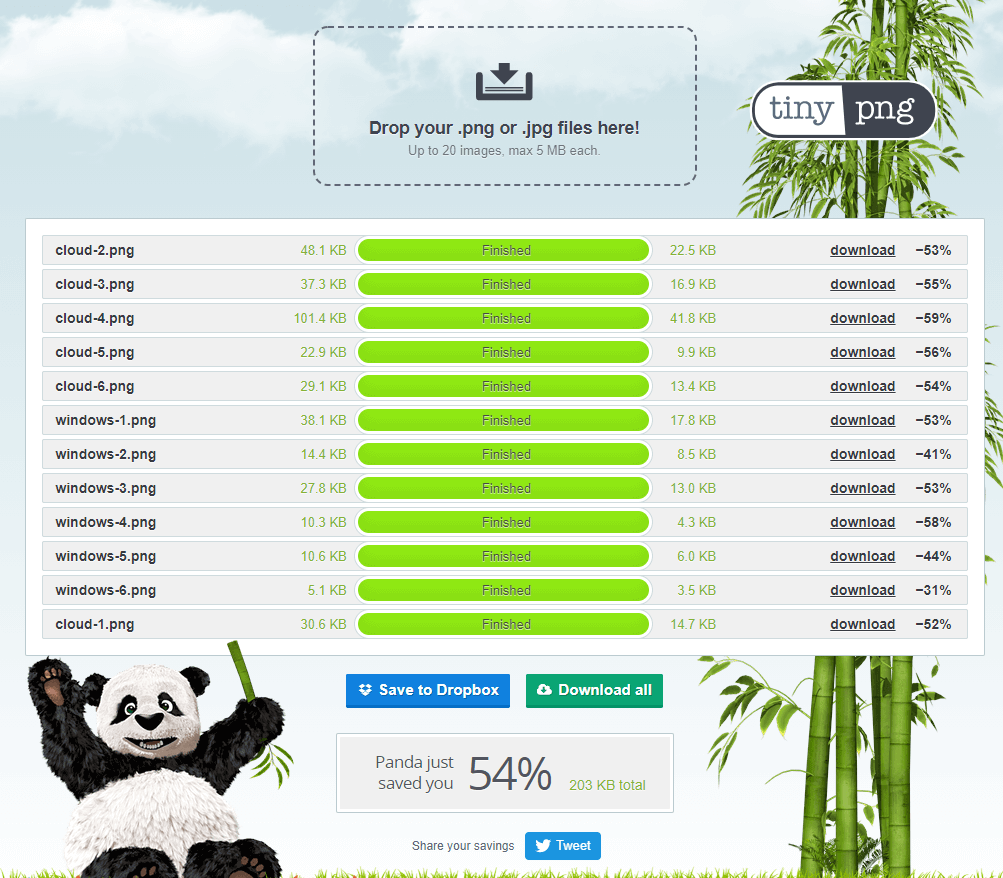 Drop your .png or .jpg files here!
Up to 20 images, max 5 MB each.
tiny png
cloud-2.png 48.1 KB Finished 22.5 KB download −53%
cloud-3.png 37.3 KB Finished 16.9 KB download −55%
cloud-4.png 101.4 KB Finished 41.8 KB download −59%
cloud-5.png 22.9 KB Finished 9.9 KB download −56%
cloud-6.png 29.1 KB Finished 13.4 KB download −54%
windows-1.png 38.1 KB Finished 17.8 KB download −53%
windows-2.png 14.4 KB Finished 8.5 KB download −41%
windows-3.png 27.8 KB Finished 13.0 KB download −53%
windows-4.png 10.3 KB Finished 4.3 KB download −58%
windows-5.png 10.6 KB Finished 6.0 KB download −44%
windows-6.png 5.1 KB Finished 3.5 KB download −31%
cloud-1.png 30.6 KB Finished 14.7 KB download −52%
Save to Dropbox Download all
Panda just
saved you 54% 203 KB total
Share your savings Tweet